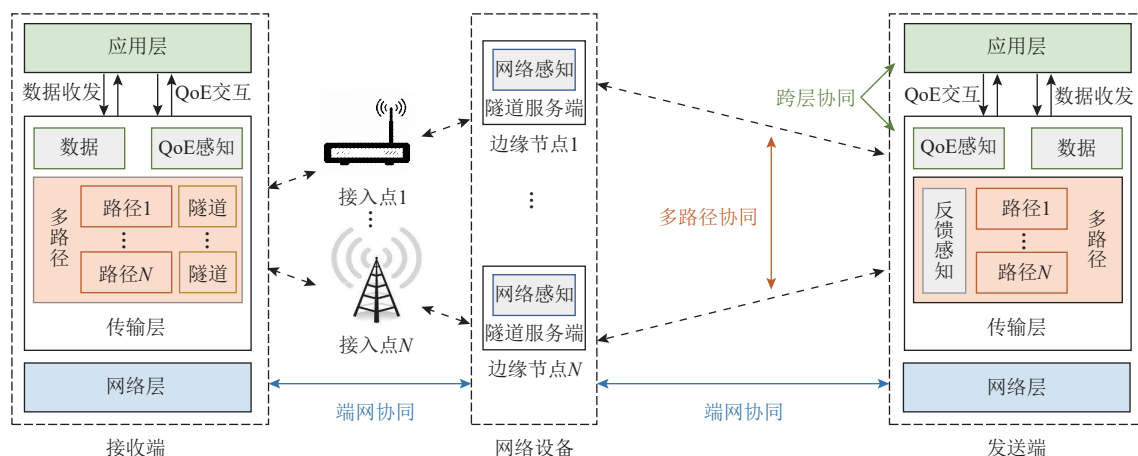 应用层
数据收发
QoE交互
数据
QoE感知
多路径
路径1
隧道
⋮
⋮
路径N
隧道
传输层
网络层
接收端
接入点1
⋯
接入点N
端网协同
网络感知
隧道服务端
边缘节点1
⋮
网络感知
隧道服务端
边缘节点N
网络设备
多路径协同
端网协同
跨层协同
应用层
QoE交互
数据收发
QoE感知
数据
反馈感知
路径1
⋮
路径N
多路径
传输层
网络层
发送端